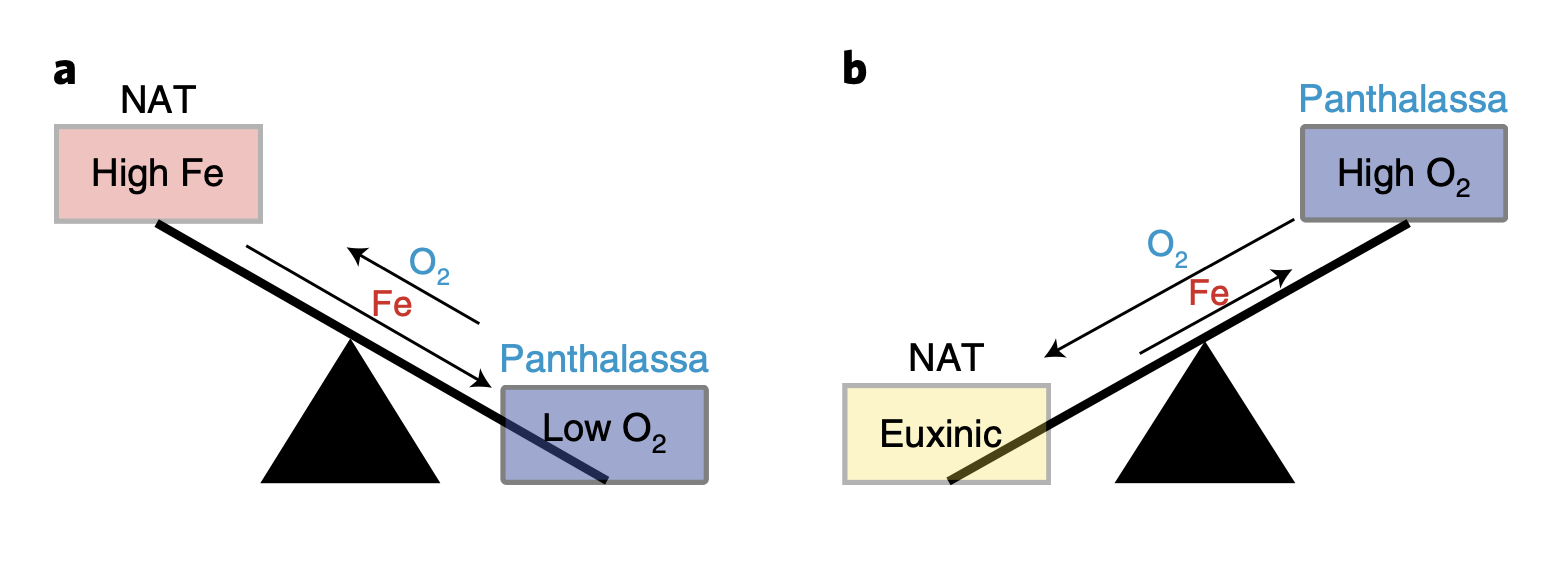 a
NAT
High Fe
O2
Fe
Panthalassa
Low O2
b
Panthalassa
High O2
O2
Fe
NAT
Euxinic